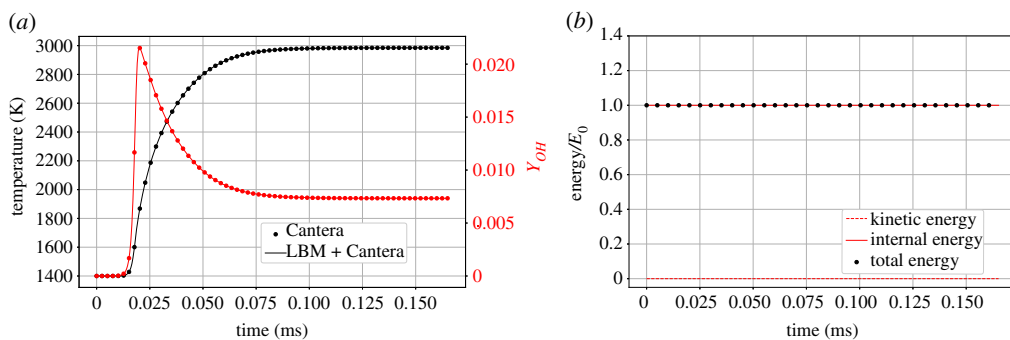 (a)
3000
2800
2600
2400
2200
2000
1800
1600
1400
temperature (K)
0.020
0.015
0.010
0.005
0
Y_OH
Cantera
LBM + Cantera
0 0.025 0.050 0.075 0.100 0.125 0.150
time (ms)
(b)
1.4
1.2
1.0
0.8
0.6
0.4
0.2
0
energy/E_0
kinetic energy
internal energy
total energy
0 0.025 0.050 0.075 0.100 0.125 0.150
time (ms)